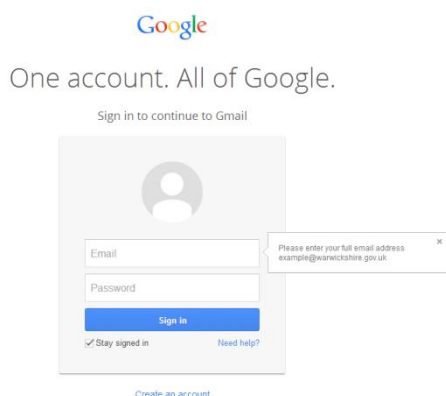 Google
One account. All of Google.
Sign in to continue to Gmail
Email
Please enter your full email address
example@warwickshire.gov.uk
×
Password
Sign in
Stay signed in
Need help?
Create an account